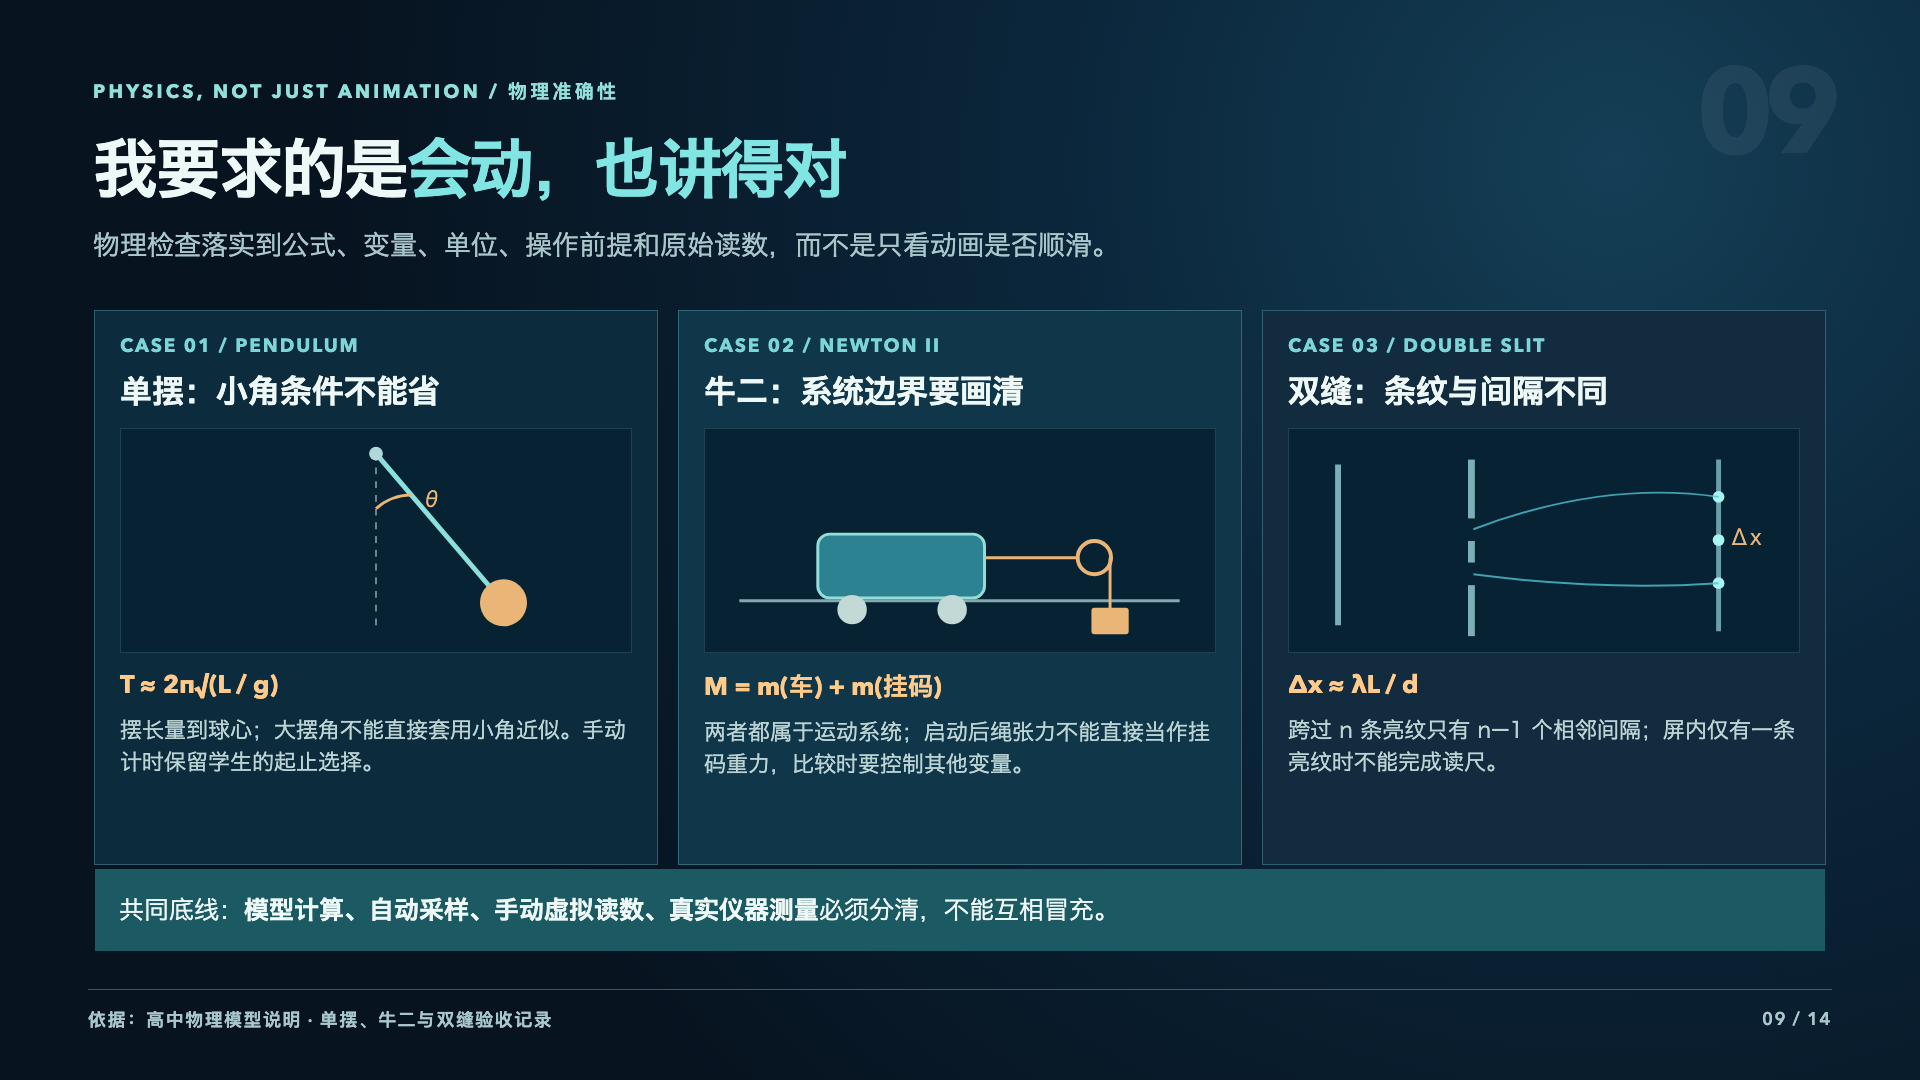 PHYSICS, NOT JUST ANIMATION / 物理准确性
09
我要求的是会动，也讲得对
物理检查落实到公式、变量、单位、操作前提和原始读数，而不是只看动画是否顺滑。
CASE 01 / PENDULUM
单摆：小角条件不能省
θ
T ≈ 2π√(L / g)
摆长量到球心；大摆角不能直接套用小角近似。手动
计时保留学生的起止选择。
CASE 02 / NEWTON II
牛二：系统边界要画清
M = m(车) + m(挂码)
两者都属于运动系统；启动后绳张力不能直接当作挂
码重力，比较时要控制其他变量。
CASE 03 / DOUBLE SLIT
双缝：条纹与间隔不同
Δx
Δx ≈ λL / d
跨过 n 条亮纹只有 n−1 个相邻间隔；屏内仅有一条
亮纹时不能完成读尺。
共同底线：模型计算、自动采样、手动虚拟读数、真实仪器测量必须分清，不能互相冒充。
依据：高中物理模型说明 · 单摆、牛二与双缝验收记录
09 / 14